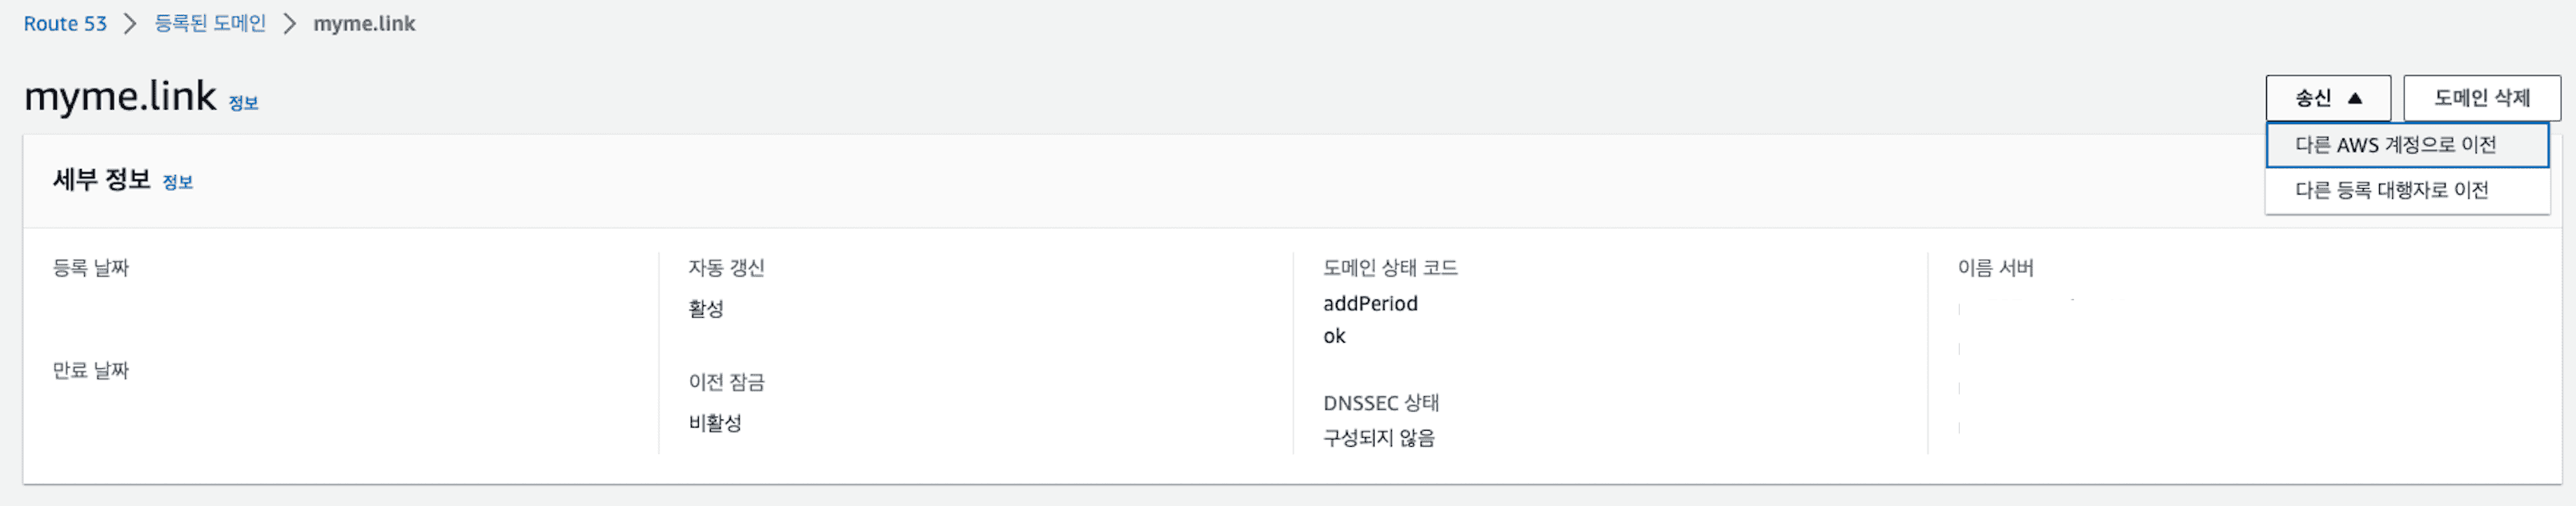 Route 53 > 등록된 도메인 > myme.link
myme.link 정보
송신 ▲
도메인 삭제
다른 AWS 계정으로 이전
다른 등록 대행자로 이전
세부 정보 정보
등록 날짜
만료 날짜
자동 갱신
활성
이전 잠금
비활성
도메인 상태 코드
addPeriod
ok
DNSSEC 상태
구성되지 않음
이름 서버